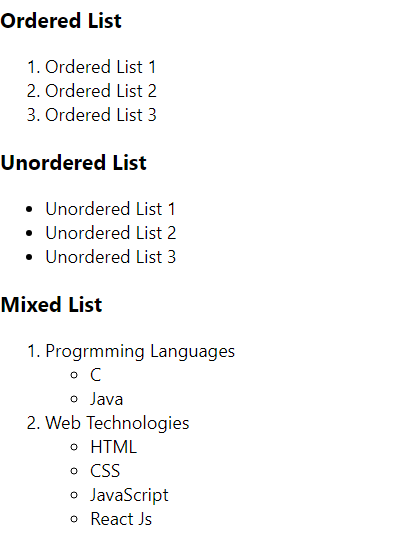 Ordered List
1. Ordered List 1
2. Ordered List 2
3. Ordered List 3
Unordered List
• Unordered List 1
• Unordered List 2
• Unordered List 3
Mixed List
1. Progrmming Languages
◦ C
◦ Java
2. Web Technologies
◦ HTML
◦ CSS
◦ JavaScript
◦ React Js